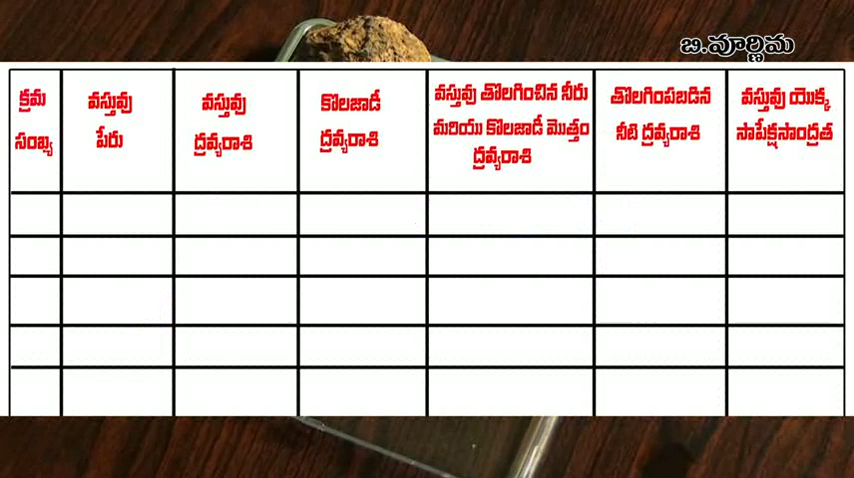 బి.పూర్ణిమ
క్రమ
సంఖ్య
వస్తువు
పేరు
వస్తువు
ద్రవ్యరాశి
కొలజాడీ
ద్రవ్యరాశి
వస్తువు తొలగించిన నీరు
మరియు కొలజాడీ మొత్తం
ద్రవ్యరాశి
తొలగింపబడిన
నీటి ద్రవ్యరాశి
వస్తువు యొక్క
సాపేక్షసాంద్రత